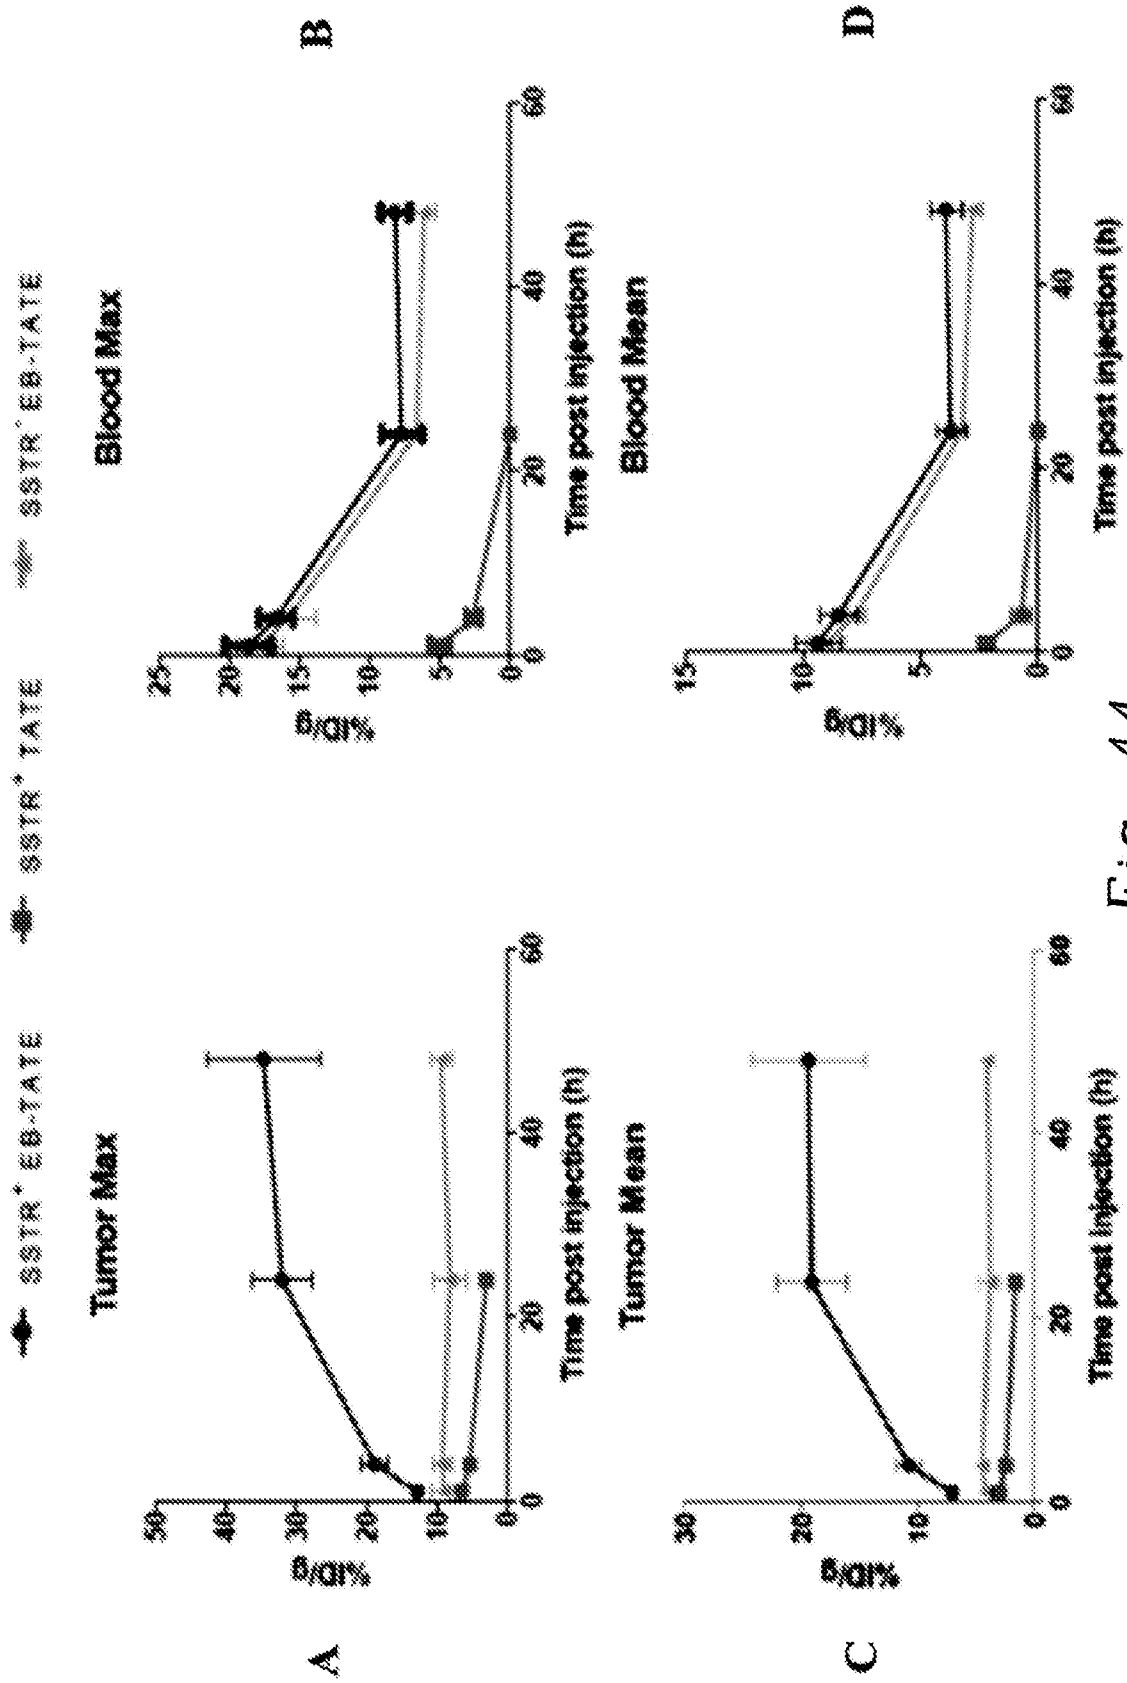 SSTR⁺ EB-TATE SSTR⁺ TATE SSTR⁻ EB-TATE
A
Tumor Max
%ID/g
50
40
30
20
10
0
0 20 40 60
Time post injection (h)
Blood Max
B
%ID/g
25
20
15
10
5
0
0 20 40 60
Time post injection (h)
C
Tumor Mean
%ID/g
30
20
10
0
0 20 40 60
Time post injection (h)
Blood Mean
D
%ID/g
15
10
5
0
0 20 40 60
Time post injection (h)